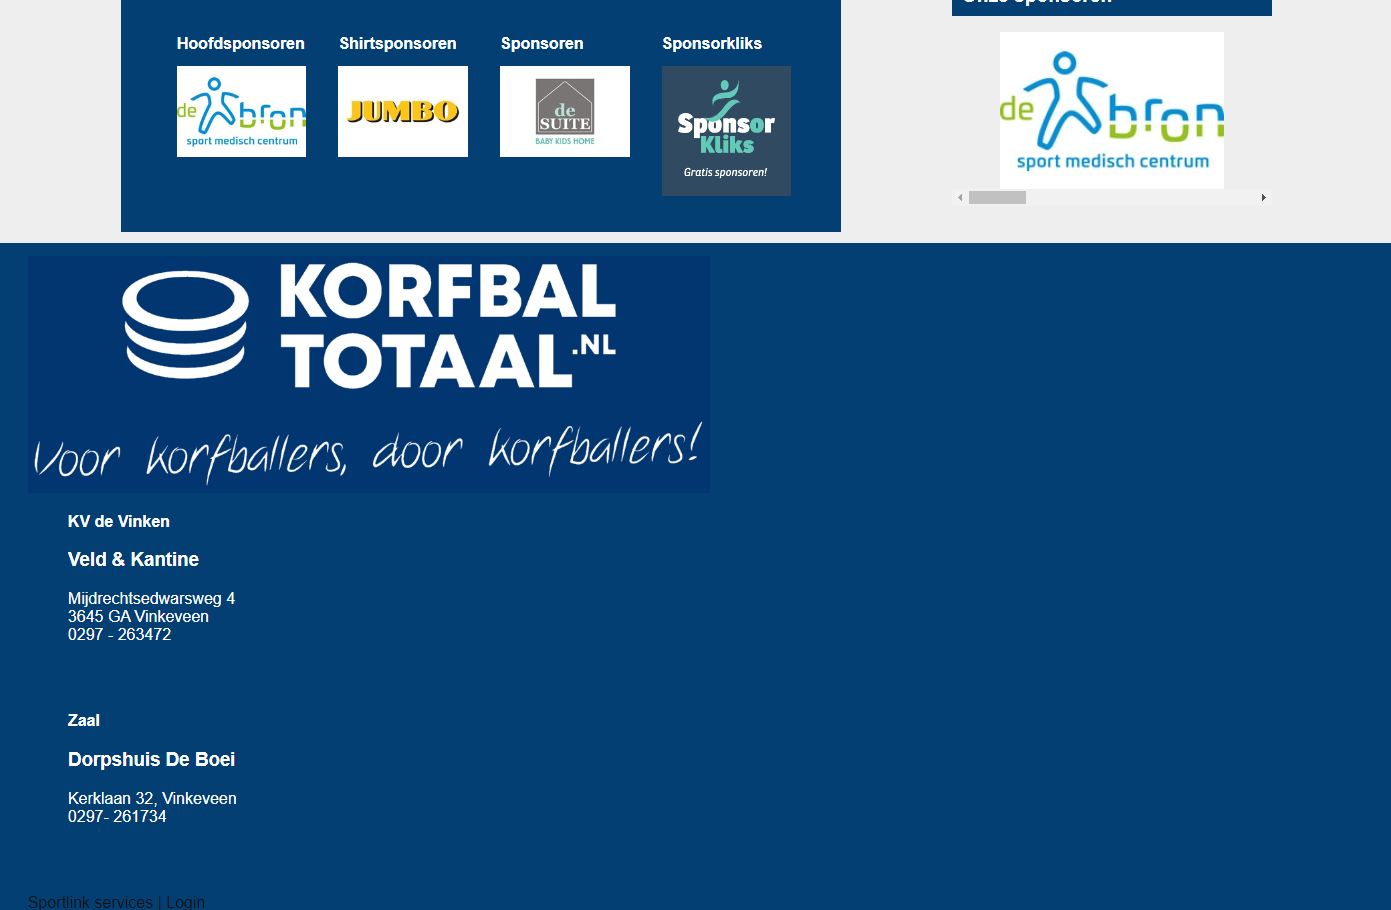 Onze sponsoren
Hoofdsponsoren
Shirtsponsoren
Sponsoren
Sponsorkliks
de bron
sport medisch centrum
JUMBO
de
SUITE
BABY KIDS HOME
Sponsor
Kliks
Gratis sponsoren!
de bron
sport medisch centrum
KORFBAL
TOTAAL.NL
Voor korfballers, door korfballers!
KV de Vinken
Veld & Kantine
Mijdrechtsedwarsweg 4
3645 GA Vinkeveen
0297 - 263472
Zaal
Dorpshuis De Boei
Kerklaan 32, Vinkeveen
0297- 261734
Sportlink services | Login